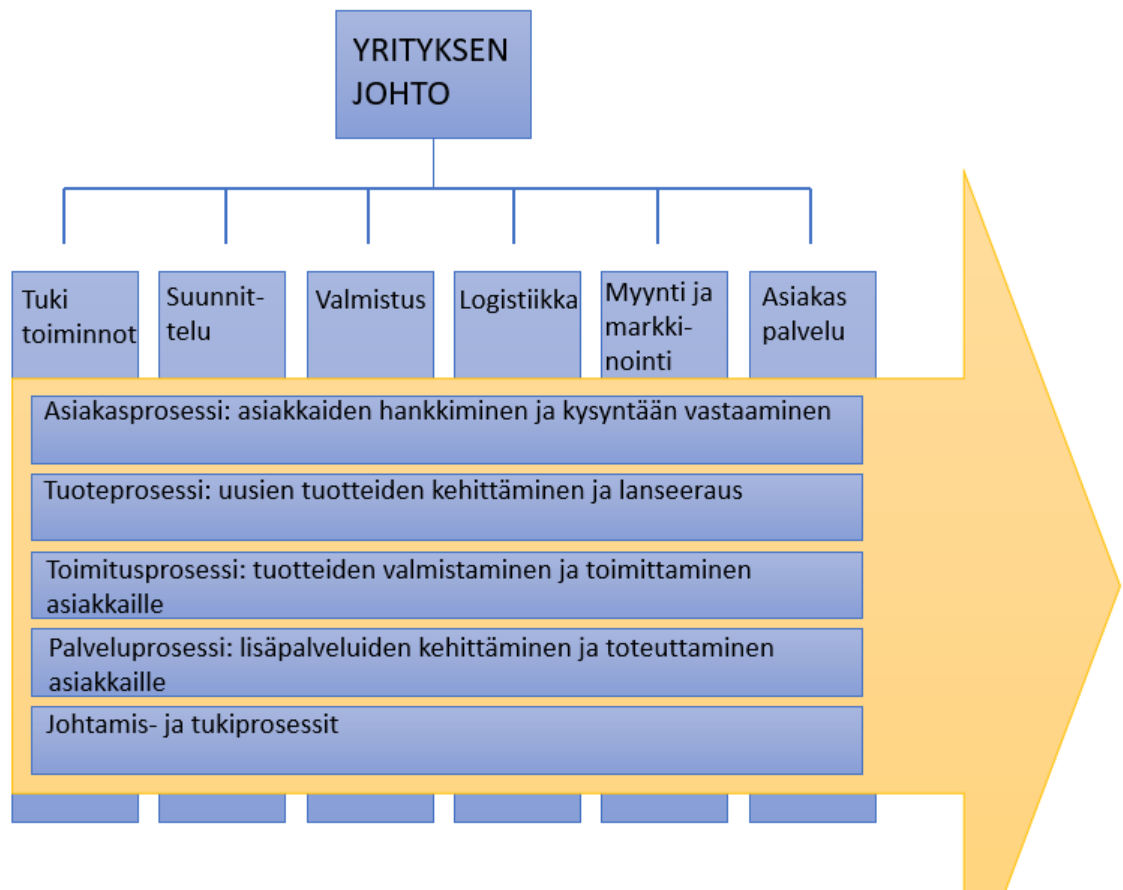 YRITYKSEN
JOHTO
Tuki
toiminnot
Suunnit-
telu
Valmistus
Logistiikka
Myynti ja
markki-
nointi
Asiakas
palvelu
Asiakasprosessi: asiakkaiden hankkiminen ja kysyntään vastaaminen
Tuoteprosessi: uusien tuotteiden kehittäminen ja lanseeraus
Toimitusprosessi: tuotteiden valmistaminen ja toimittaminen
asiakkaille
Palveluprosessi: lisäpalveluiden kehittäminen ja toteuttaminen
asiakkaille
Johtamis- ja tukiprosessit